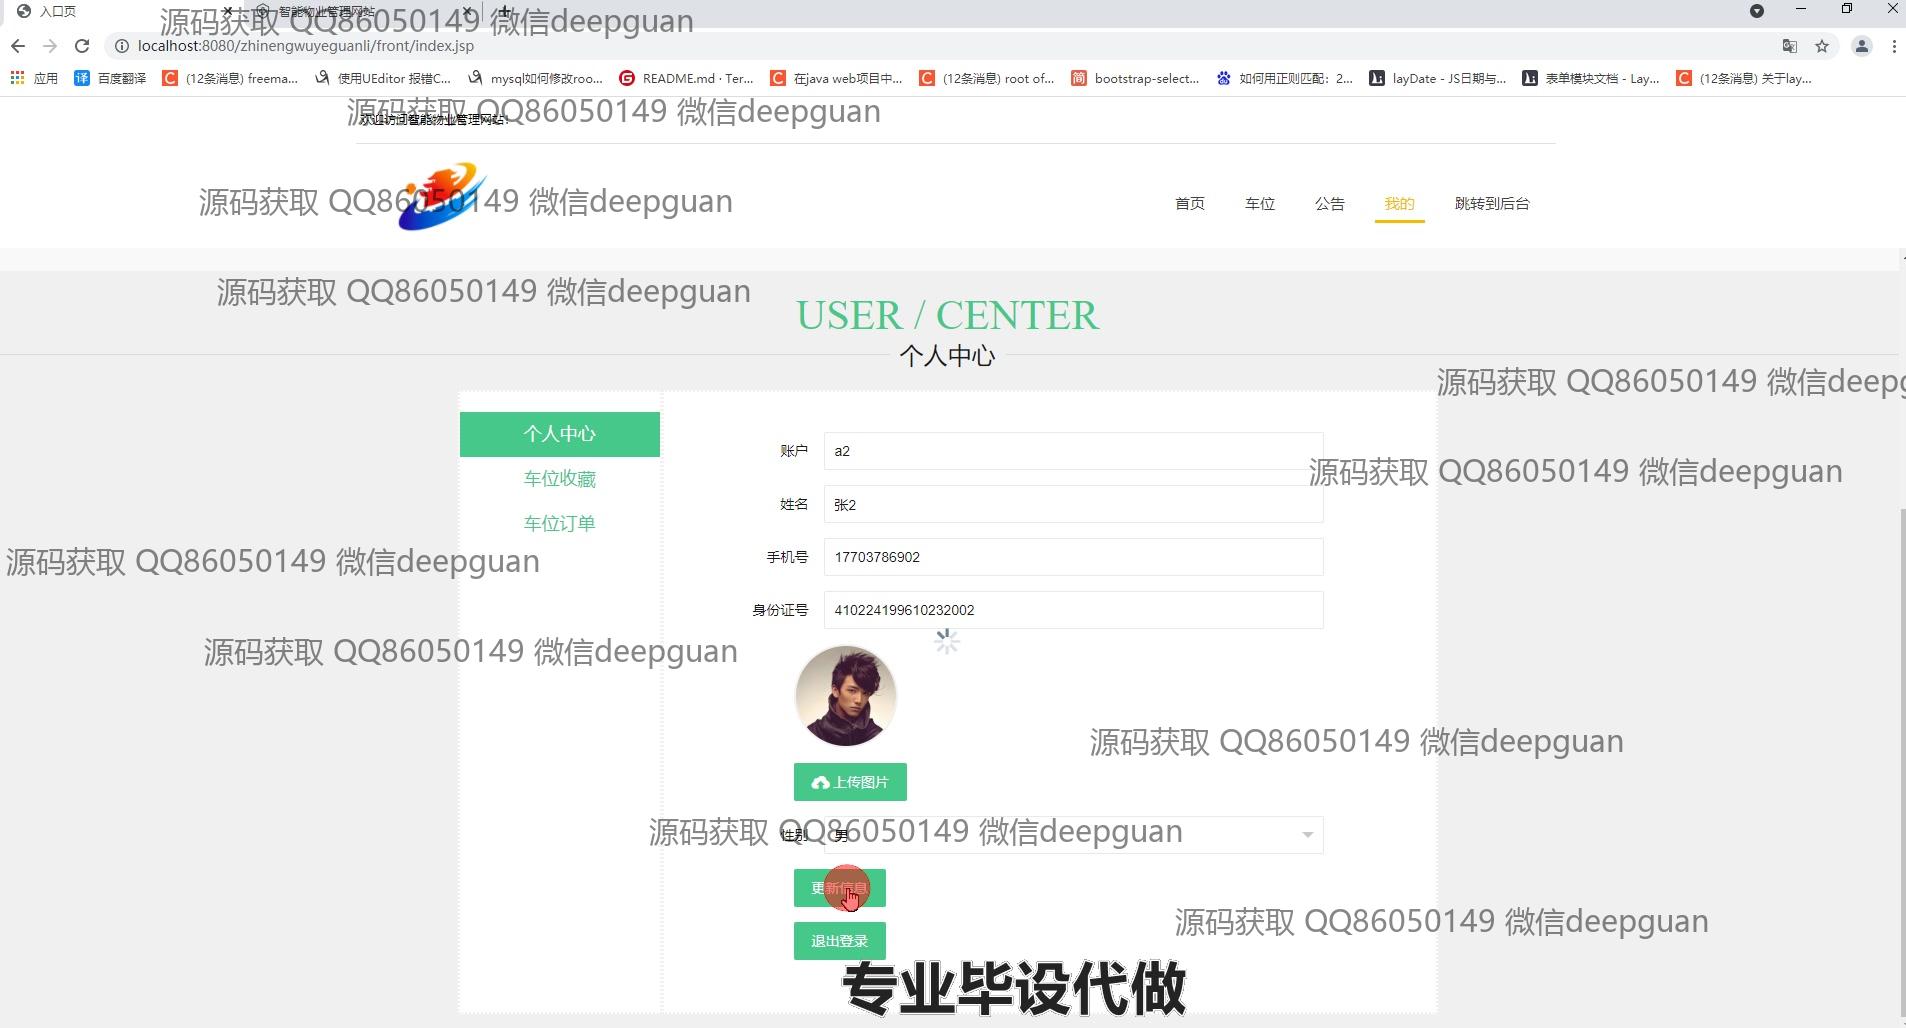 入口页
智能物业管理网站
源码获取 QQ86050149 微信deepguan
localhost:8080/zhinengwuyeguanli/front/index.jsp
应用 百度翻译 (12条消息) freema... 使用UEditor 报错C... mysql如何修改roo... README.md · Ter... 在java web项目中... (12条消息) root of... bootstrap-select... 如何用正则匹配：2... layDate - JS日期与... 表单模块文档 - Lay... (12条消息) 关于lay...
源码获取 QQ86050149 微信deepguan
欢迎访问智能物业管理网站!
源码获取 QQ86050149 微信deepguan
首页 车位 公告 我的 跳转到后台
源码获取 QQ86050149 微信deepguan
USER / CENTER
个人中心
源码获取 QQ86050149 微信deepg
个人中心
车位收藏
车位订单
账户 a2
源码获取 QQ86050149 微信deepguan
姓名 张2
手机号 17703786902
源码获取 QQ86050149 微信deepguan
身份证号 410224199610232002
源码获取 QQ86050149 微信deepguan
源码获取 QQ86050149 微信deepguan
上传图片
性别 男
源码获取 QQ86050149 微信deepguan
更新信息
源码获取 QQ86050149 微信deepguan
退出登录
专业毕设代做